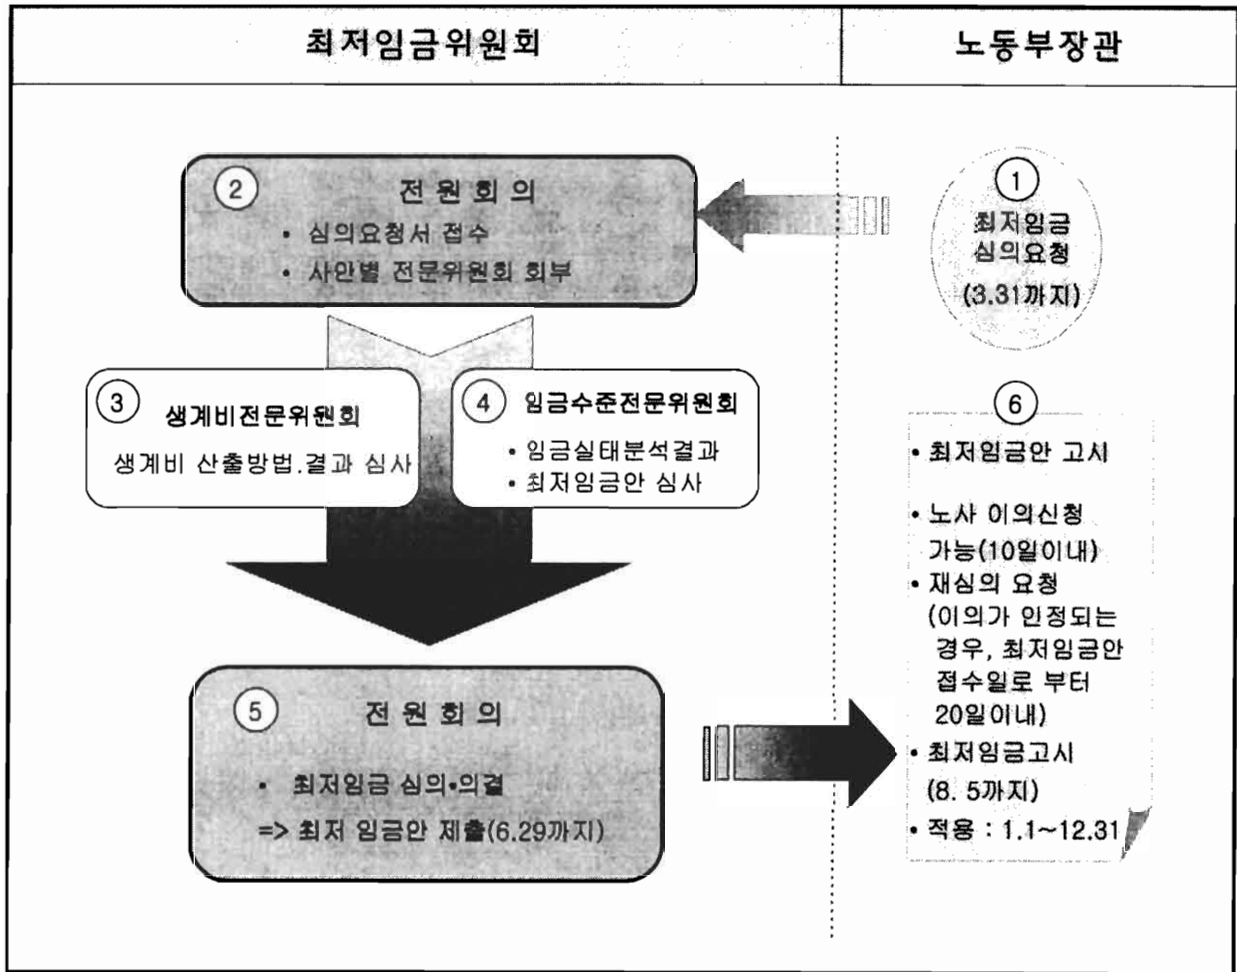 최저임금위원회
노동부장관
①
최저임금
심의요청
(3.31까지)
②
전 원 회 의
• 심의요청서 접수
• 사안별 전문위원회 회부
③
생계비전문위원회
생계비 산출방법.결과 심사
④
임금수준전문위원회
• 임금실태분석결과
• 최저임금안 심사
⑤
전 원 회 의
• 최저임금 심의•의결
=> 최저 임금안 제출(6.29까지)
⑥
• 최저임금안 고시
• 노사 이의신청
가능(10일이내)
• 재심의 요청
(이의가 인정되는
경우, 최저임금안
접수일로 부터
20일이내)
• 최저임금고시
(8. 5까지)
• 적용 : 1.1~12.31